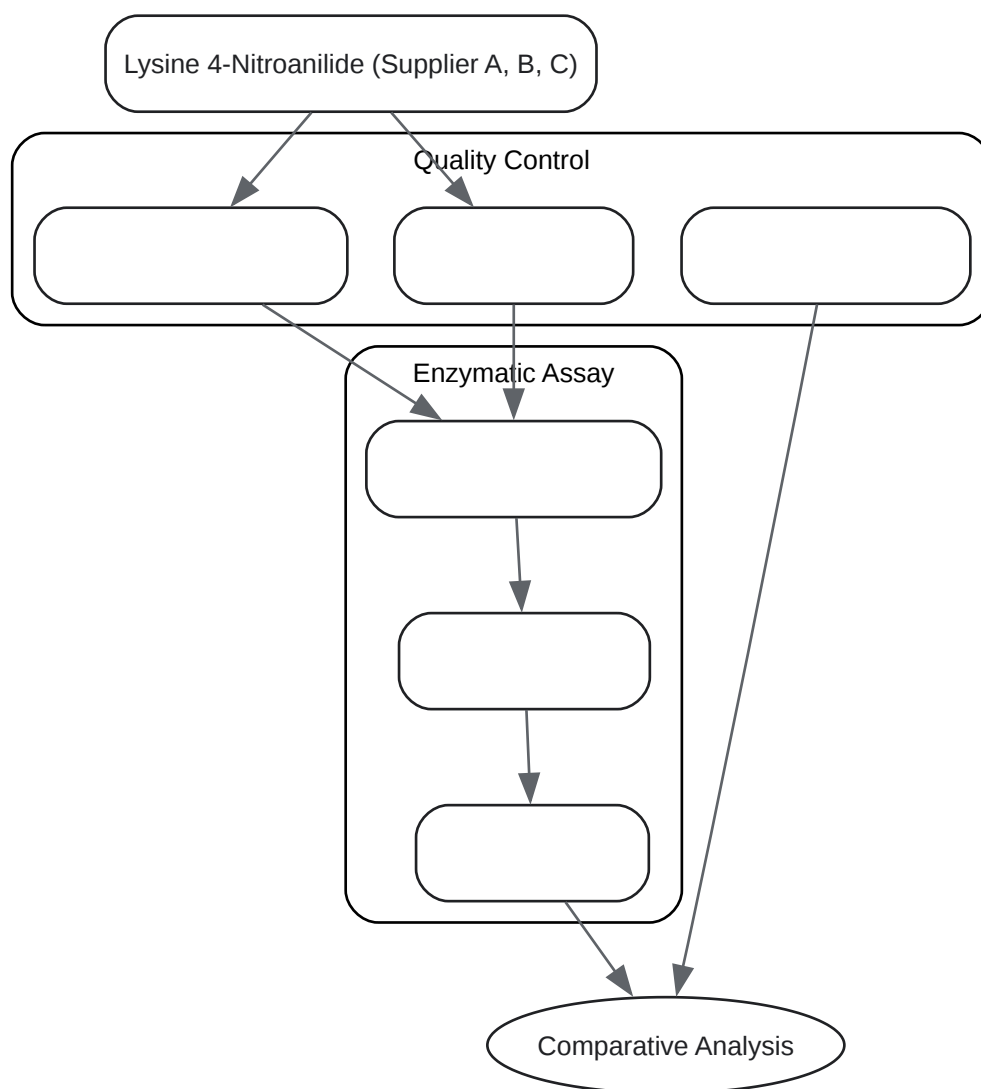 Lysine 4-Nitroanilide (Supplier A, B, C)
Quality Control
Enzymatic Assay
Comparative Analysis